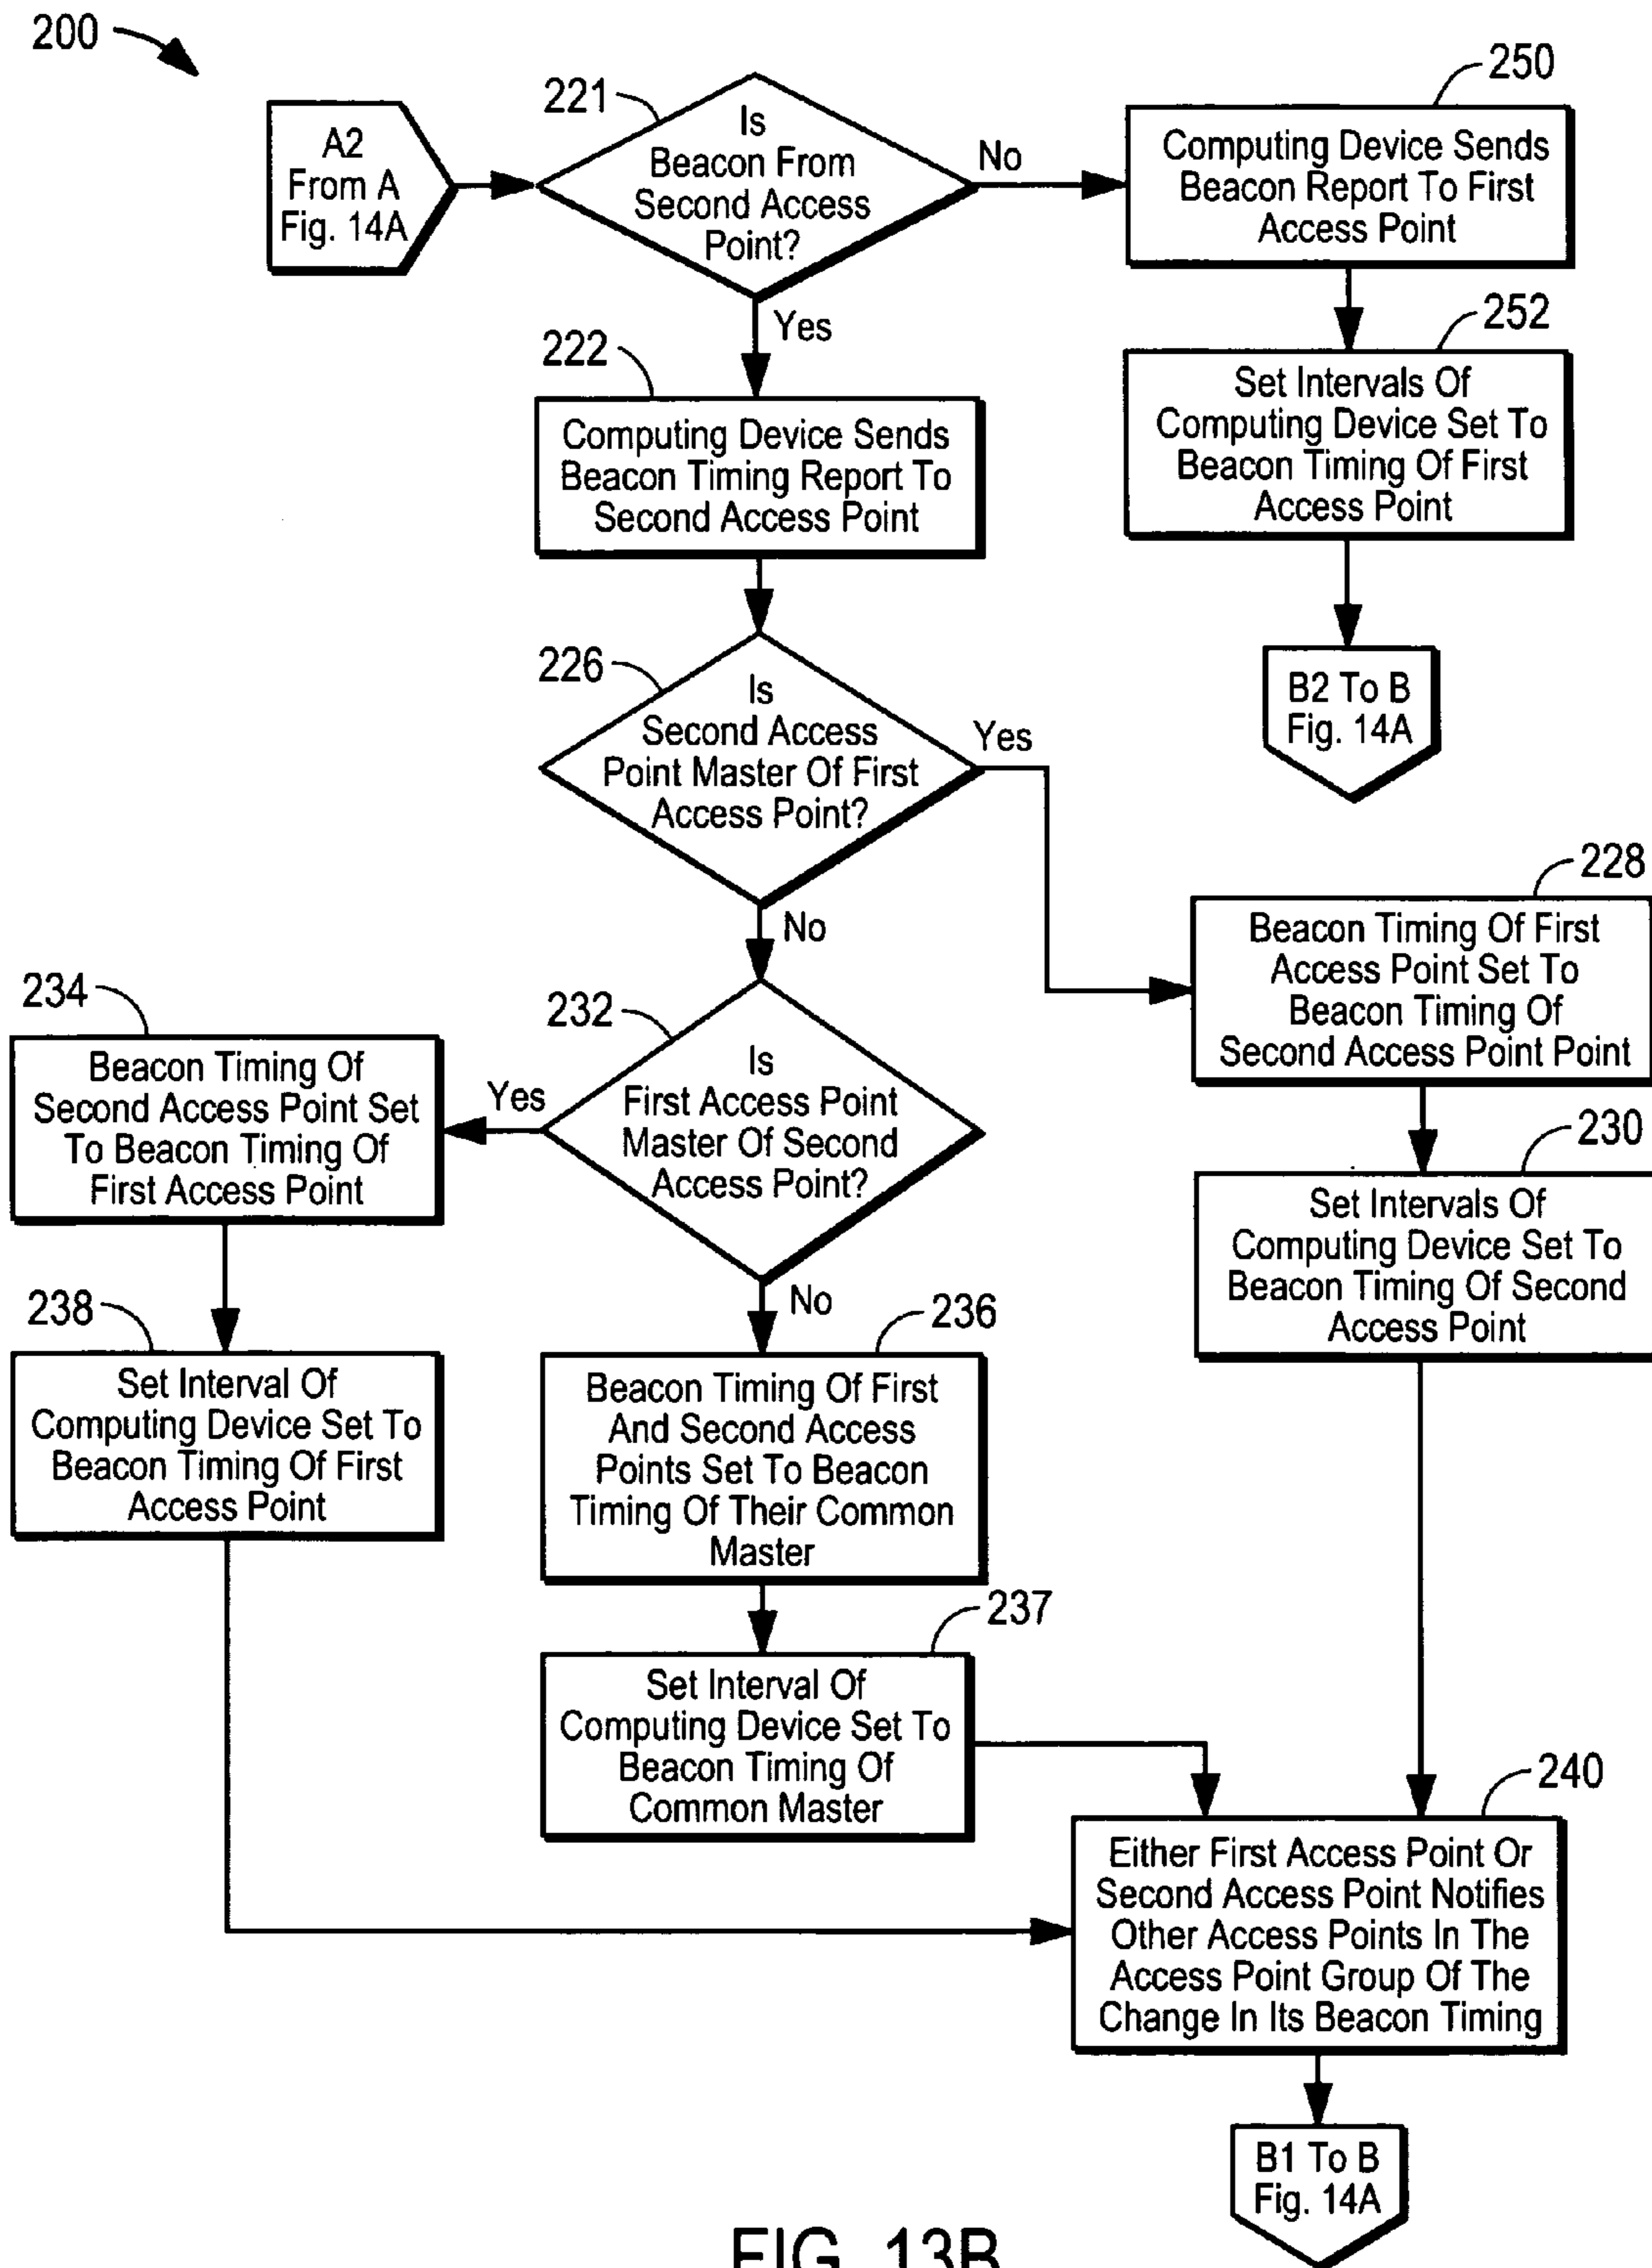 200
A2
From A
Fig. 14A
221
Is
Beacon From
Second Access
Point?
No
Yes
250
Computing Device Sends
Beacon Report To First
Access Point
252
Set Intervals Of
Computing Device Set To
Beacon Timing Of First
Access Point
B2 To B
Fig. 14A
222
Computing Device Sends
Beacon Timing Report To
Second Access Point
226
Is
Second Access
Point Master Of First
Access Point?
Yes
No
228
Beacon Timing Of First
Access Point Set To
Beacon Timing Of
Second Access Point Point
230
Set Intervals Of
Computing Device Set To
Beacon Timing Of Second
Access Point
232
Is
First Access Point
Master Of Second
Access Point?
Yes
No
234
Beacon Timing Of
Second Access Point Set
To Beacon Timing Of
First Access Point
238
Set Interval Of
Computing Device Set To
Beacon Timing Of First
Access Point
236
Beacon Timing Of First
And Second Access
Points Set To Beacon
Timing Of Their Common
Master
237
Set Interval Of
Computing Device Set To
Beacon Timing Of
Common Master
240
Either First Access Point Or
Second Access Point Notifies
Other Access Points In The
Access Point Group Of The
Change In Its Beacon Timing
B1 To B
Fig. 14A
FIG. 13B